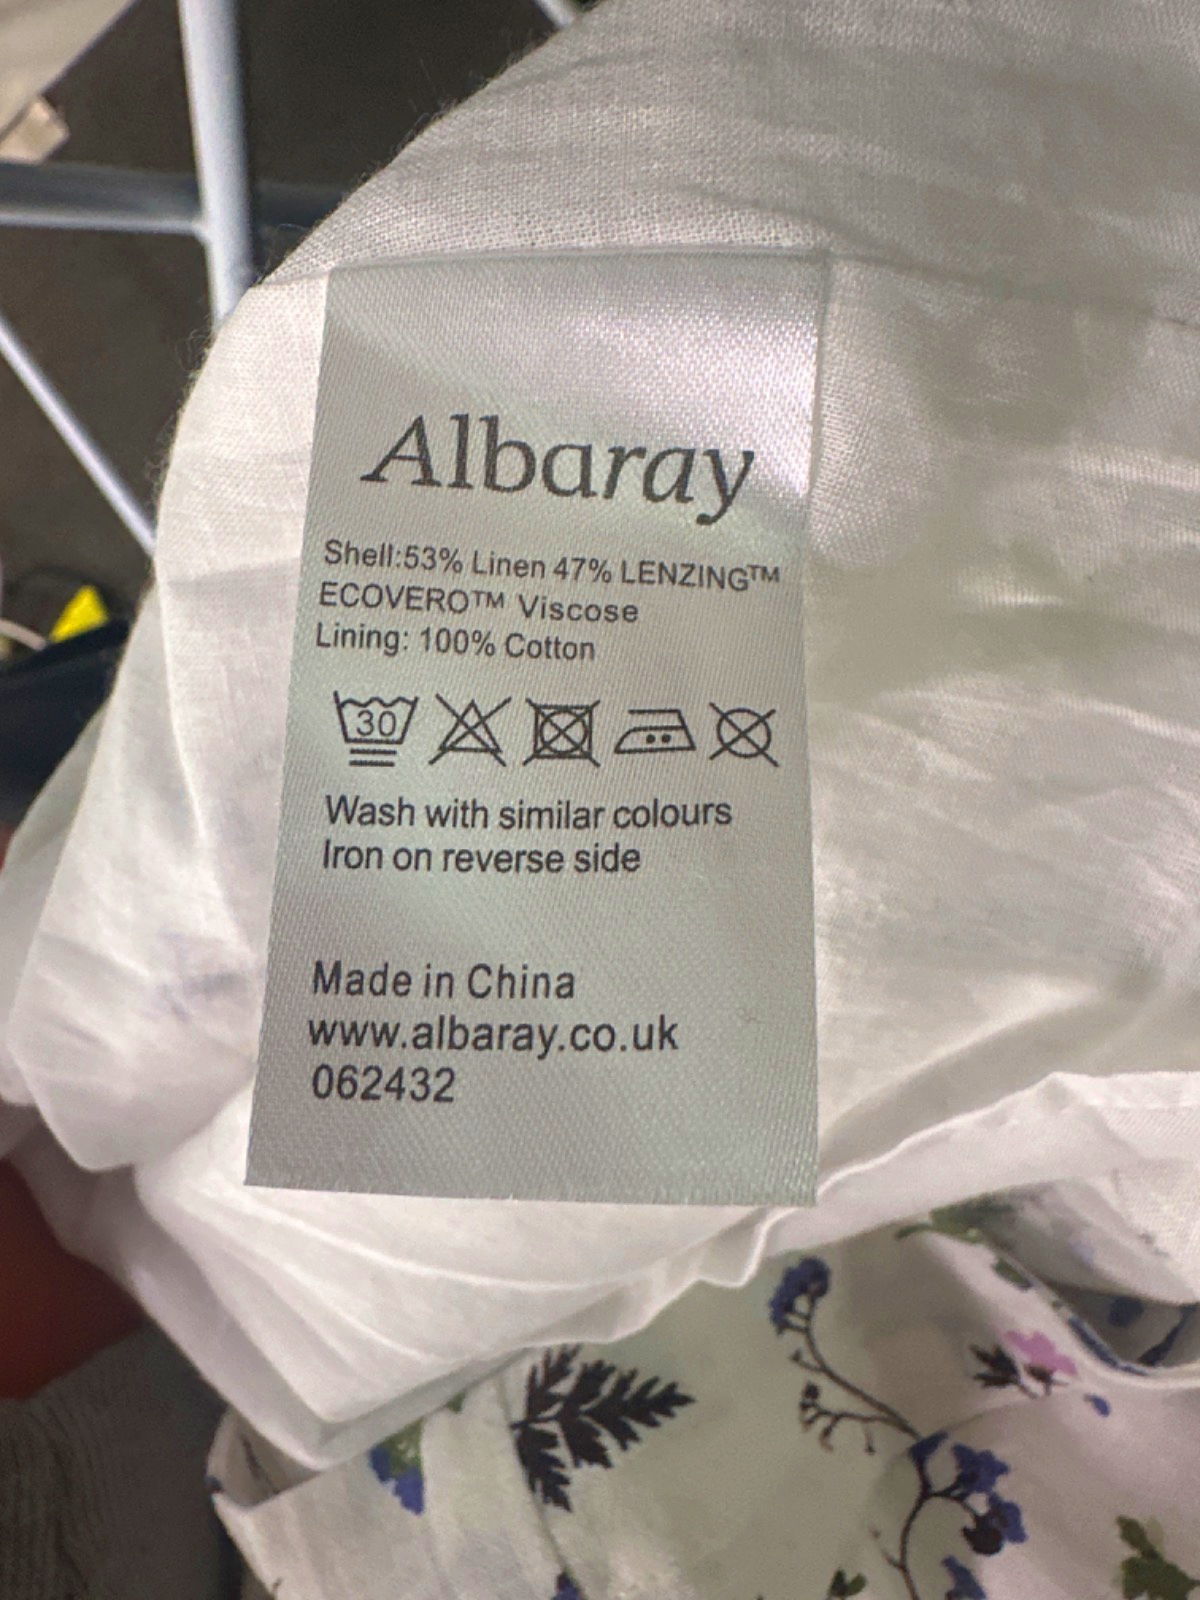 Albaray
Shell:53% Linen 47% LENZING™
ECOVERO™ Viscose
Lining: 100% Cotton
30
Wash with similar colours
Iron on reverse side
Made in China
www.albaray.co.uk
062432